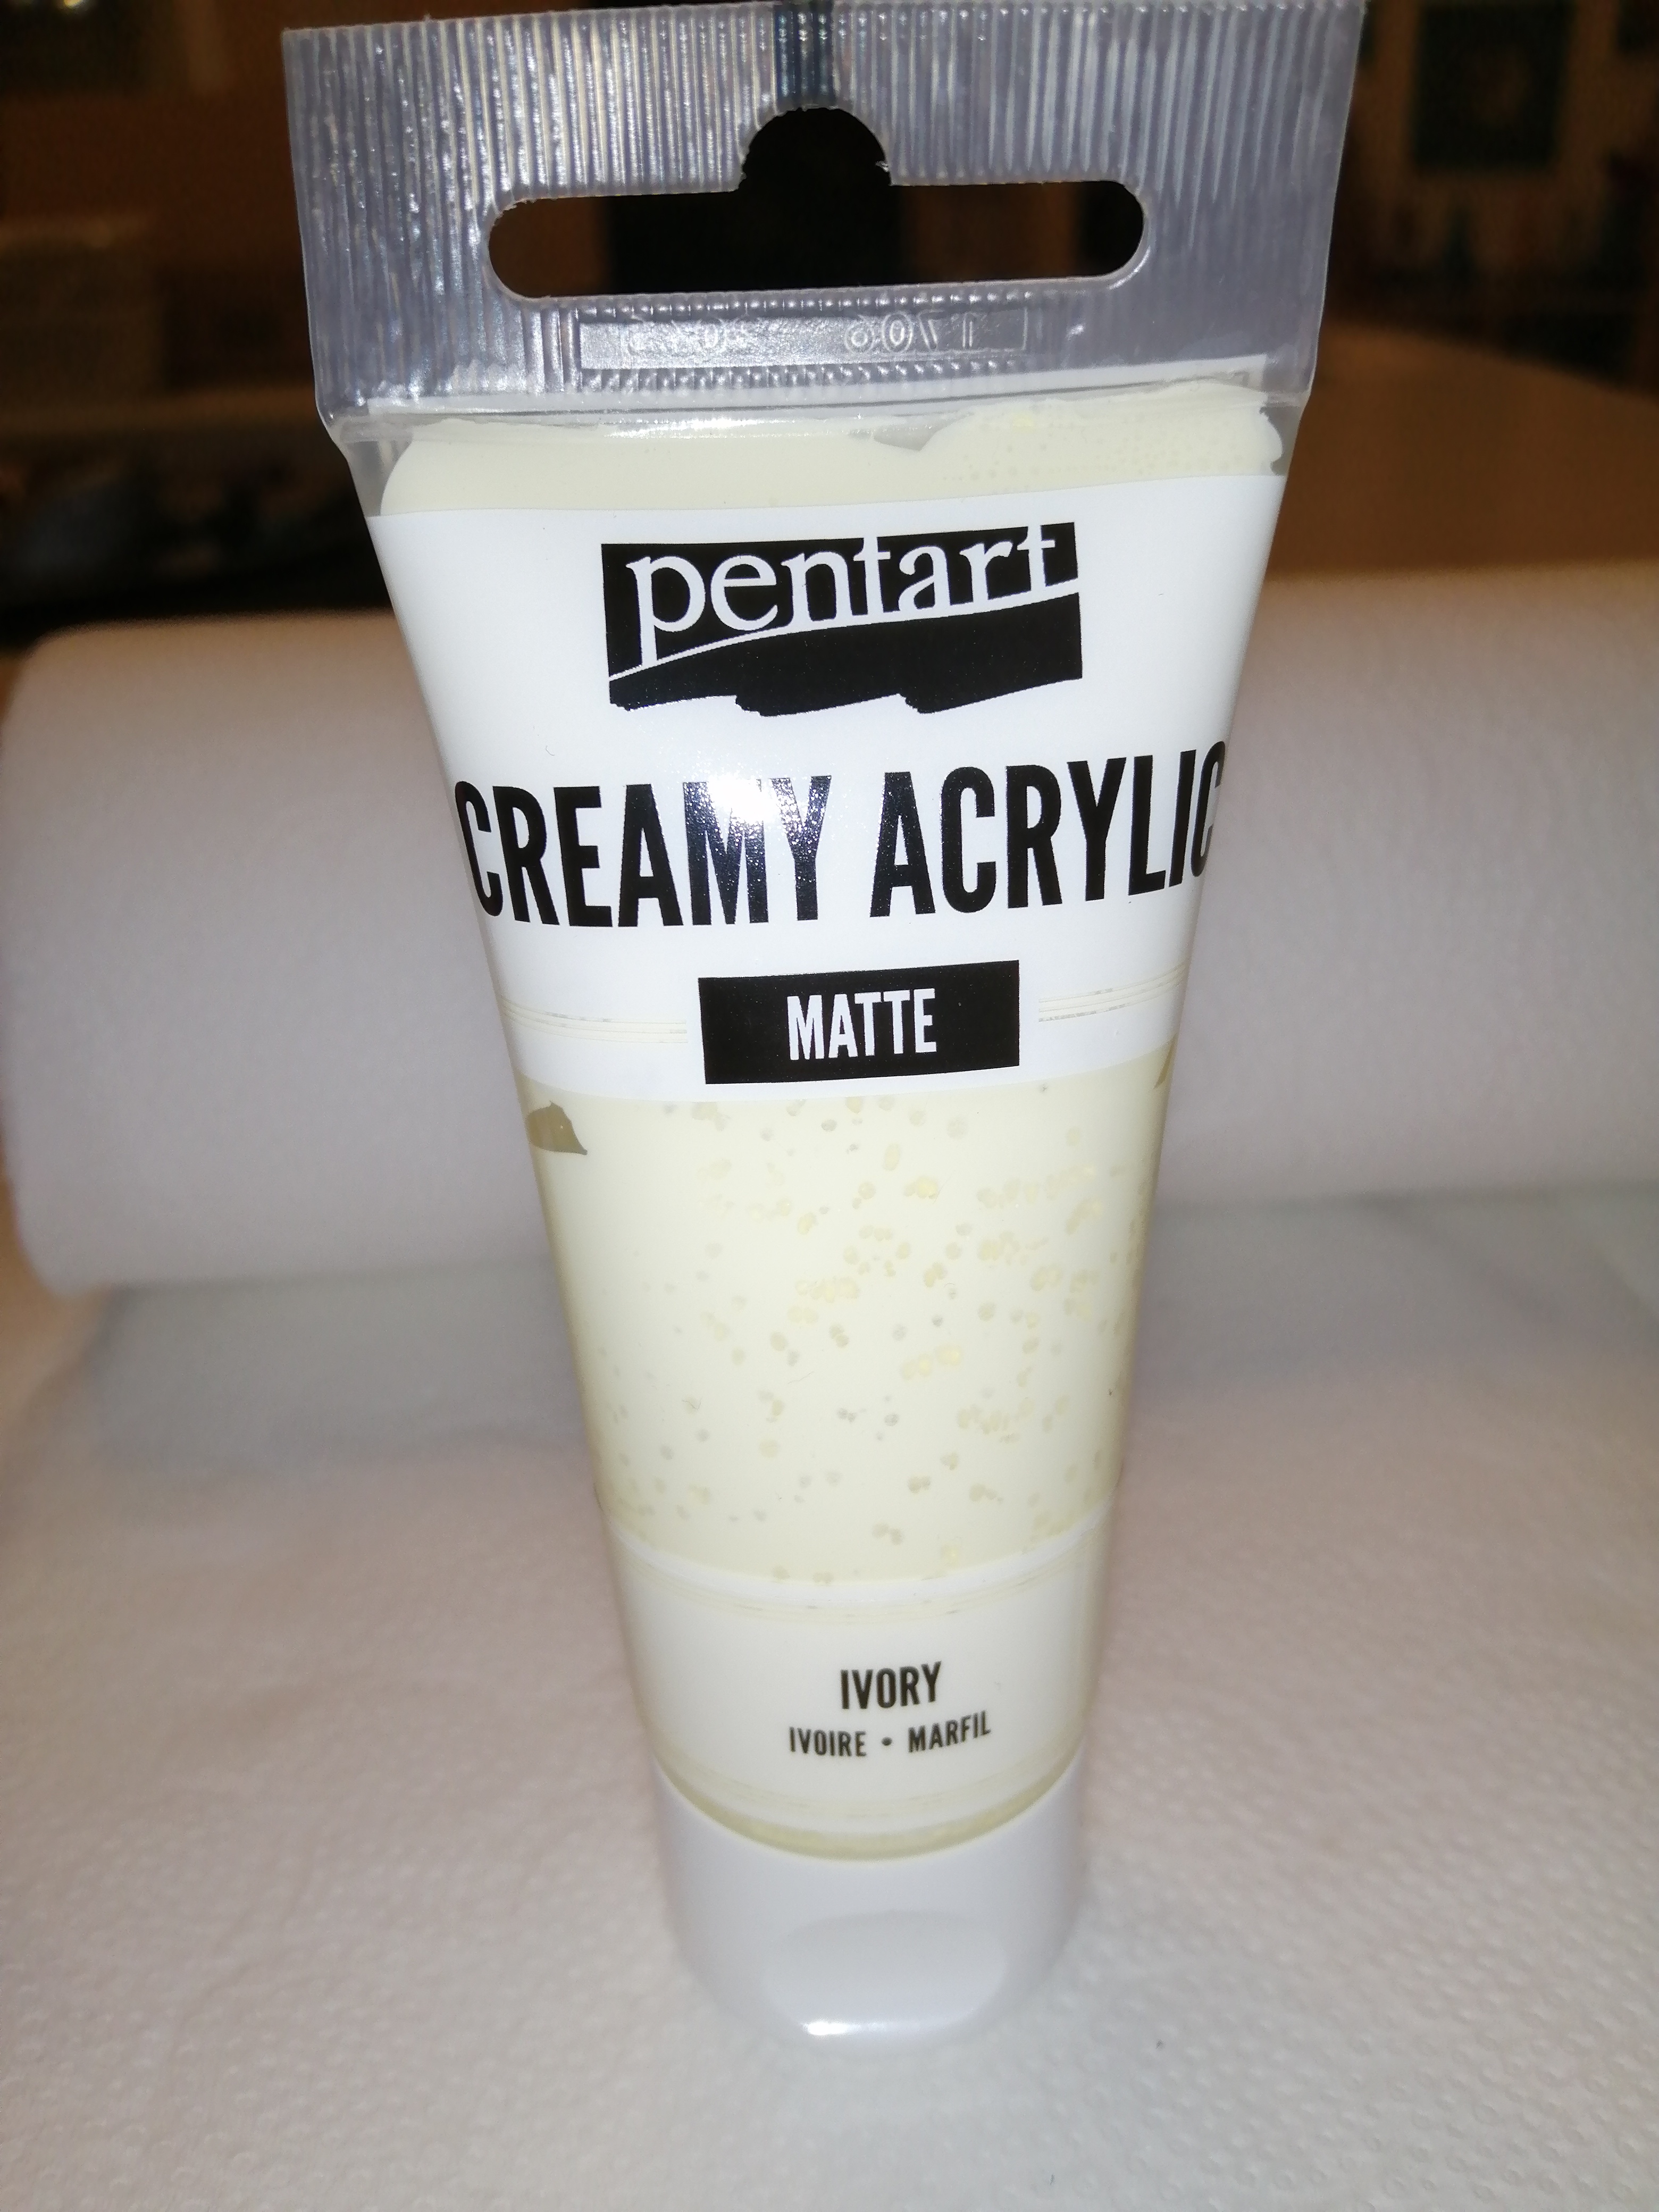 pentart
CREAMY ACRYLIC
MATTE
IVORY
IVOIRE • MARFIL